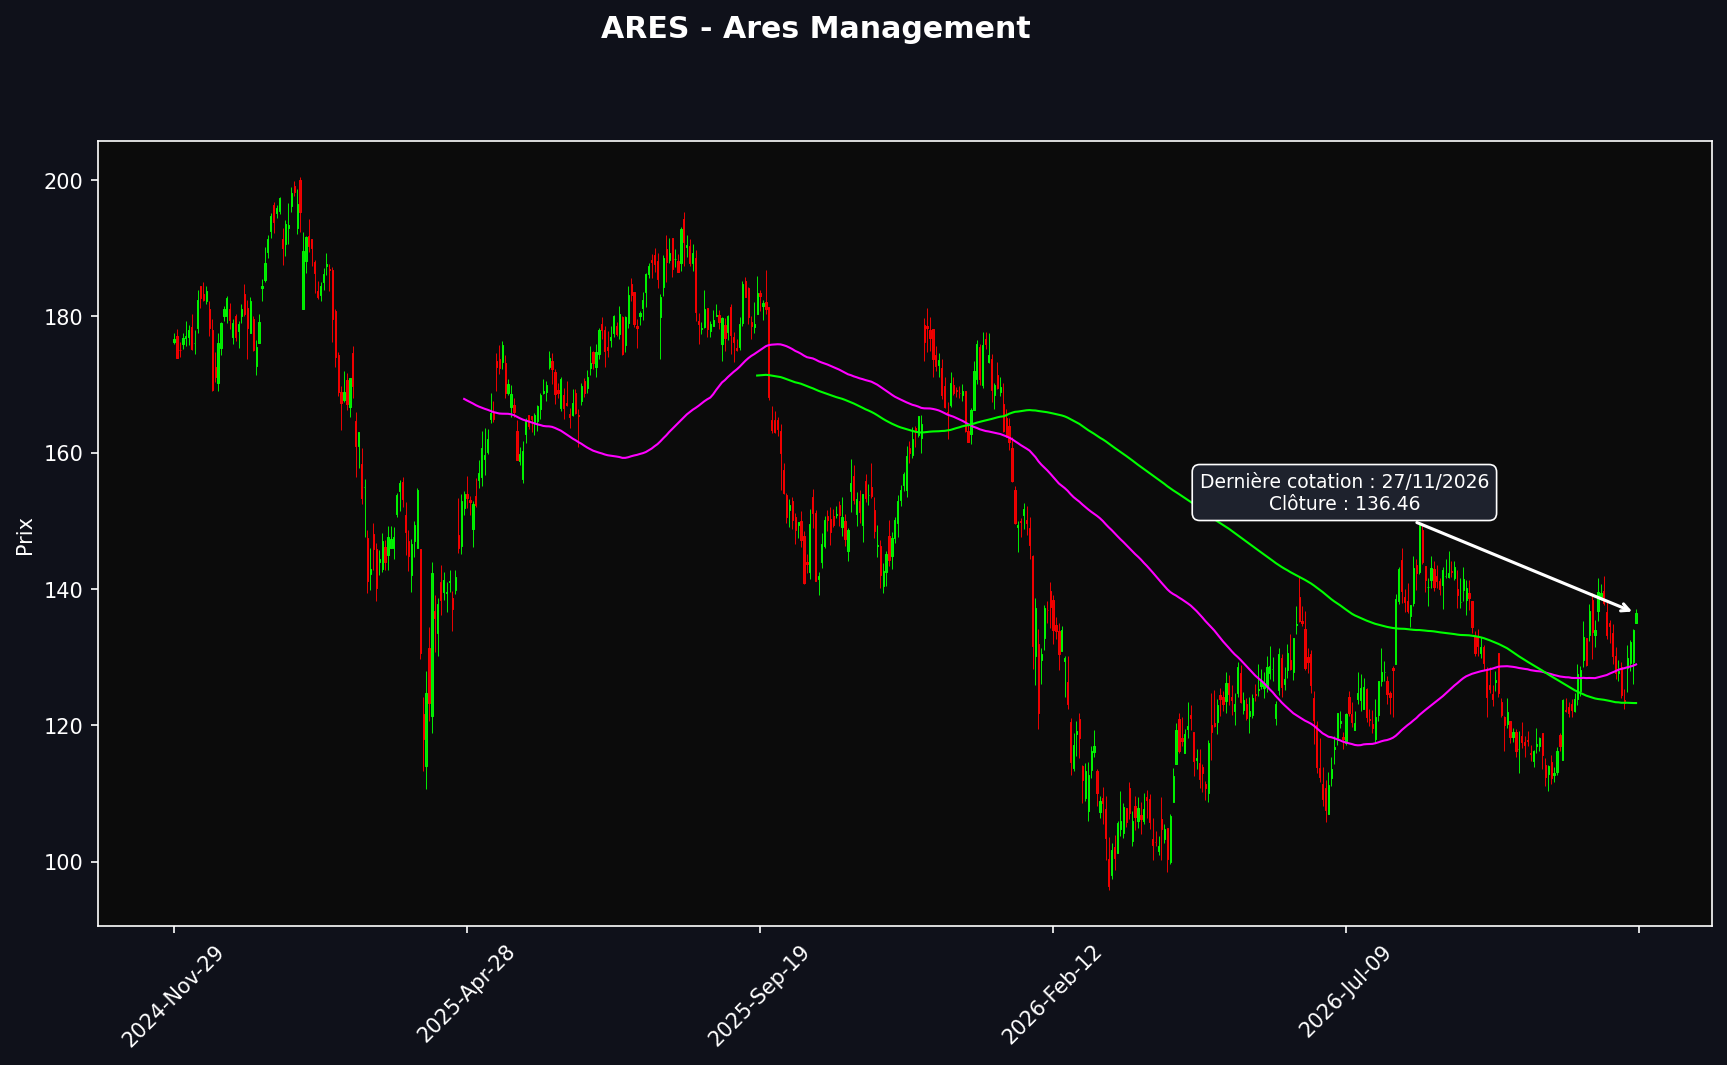 ARES - Ares Management
Prix
200
180
160
140
120
100
Dernière cotation : 27/11/2026
Clôture : 136.46
2024-Nov-29
2025-Apr-28
2025-Sep-19
2026-Feb-12
2026-Jul-09